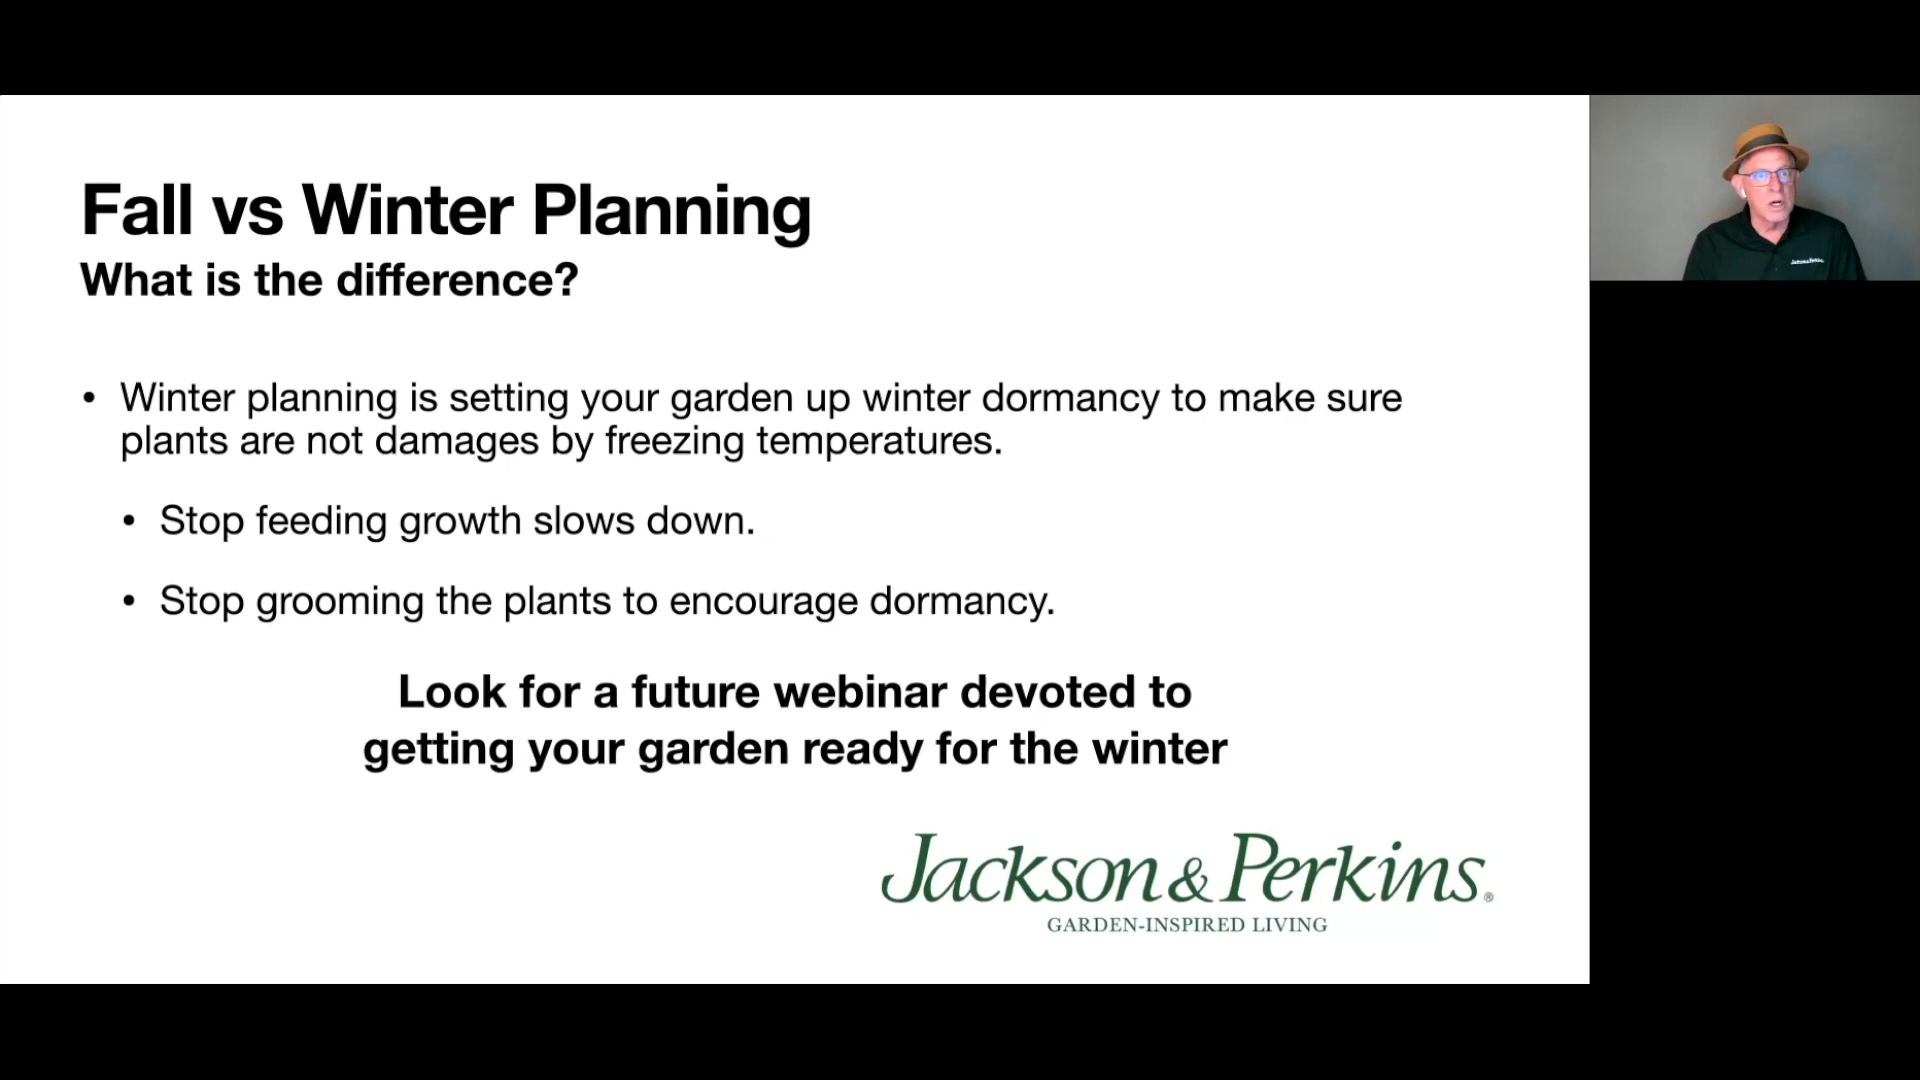 Fall vs Winter Planning
What is the difference?
• Winter planning is setting your garden up winter dormancy to make sure
plants are not damages by freezing temperatures.
• Stop feeding growth slows down.
• Stop grooming the plants to encourage dormancy.
Look for a future webinar devoted to
getting your garden ready for the winter
Jackson & Perkins®
GARDEN-INSPIRED LIVING
Jackson & Perkins